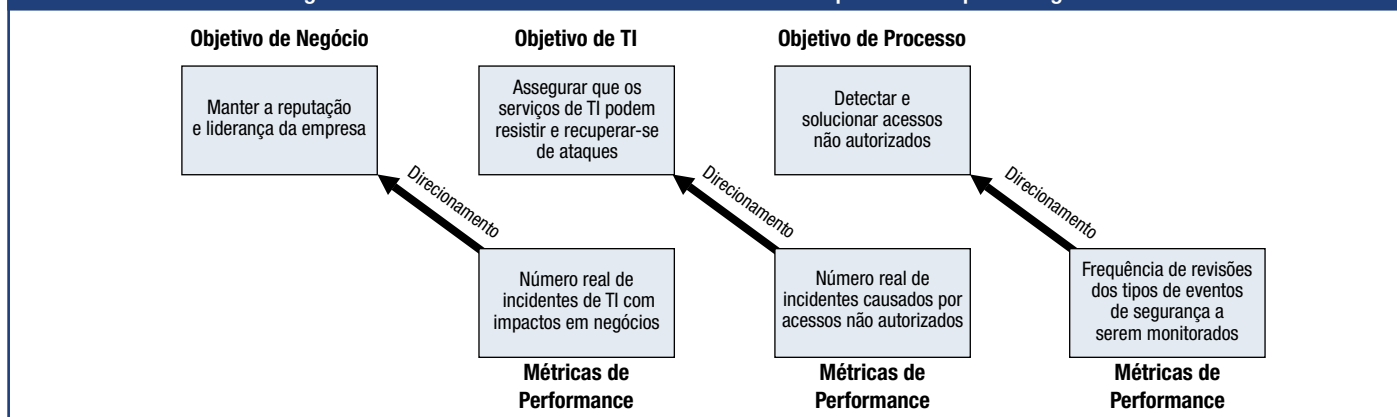 Objetivo de Negócio
Objetivo de TI
Objetivo de Processo
Manter a reputação
e liderança da empresa
Assegurar que os
serviços de TI podem
resistir e recuperar-se
de ataques
Detectar e
solucionar acessos
não autorizados
Direcionamento
Direcionamento
Direcionamento
Número real de
incidentes de TI com
impactos em negócios
Número real de
incidentes causados por
acessos não autorizados
Frequência de revisões
dos tipos de eventos
de segurança a
serem monitorados
Métricas de
Performance
Métricas de
Performance
Métricas de
Performance